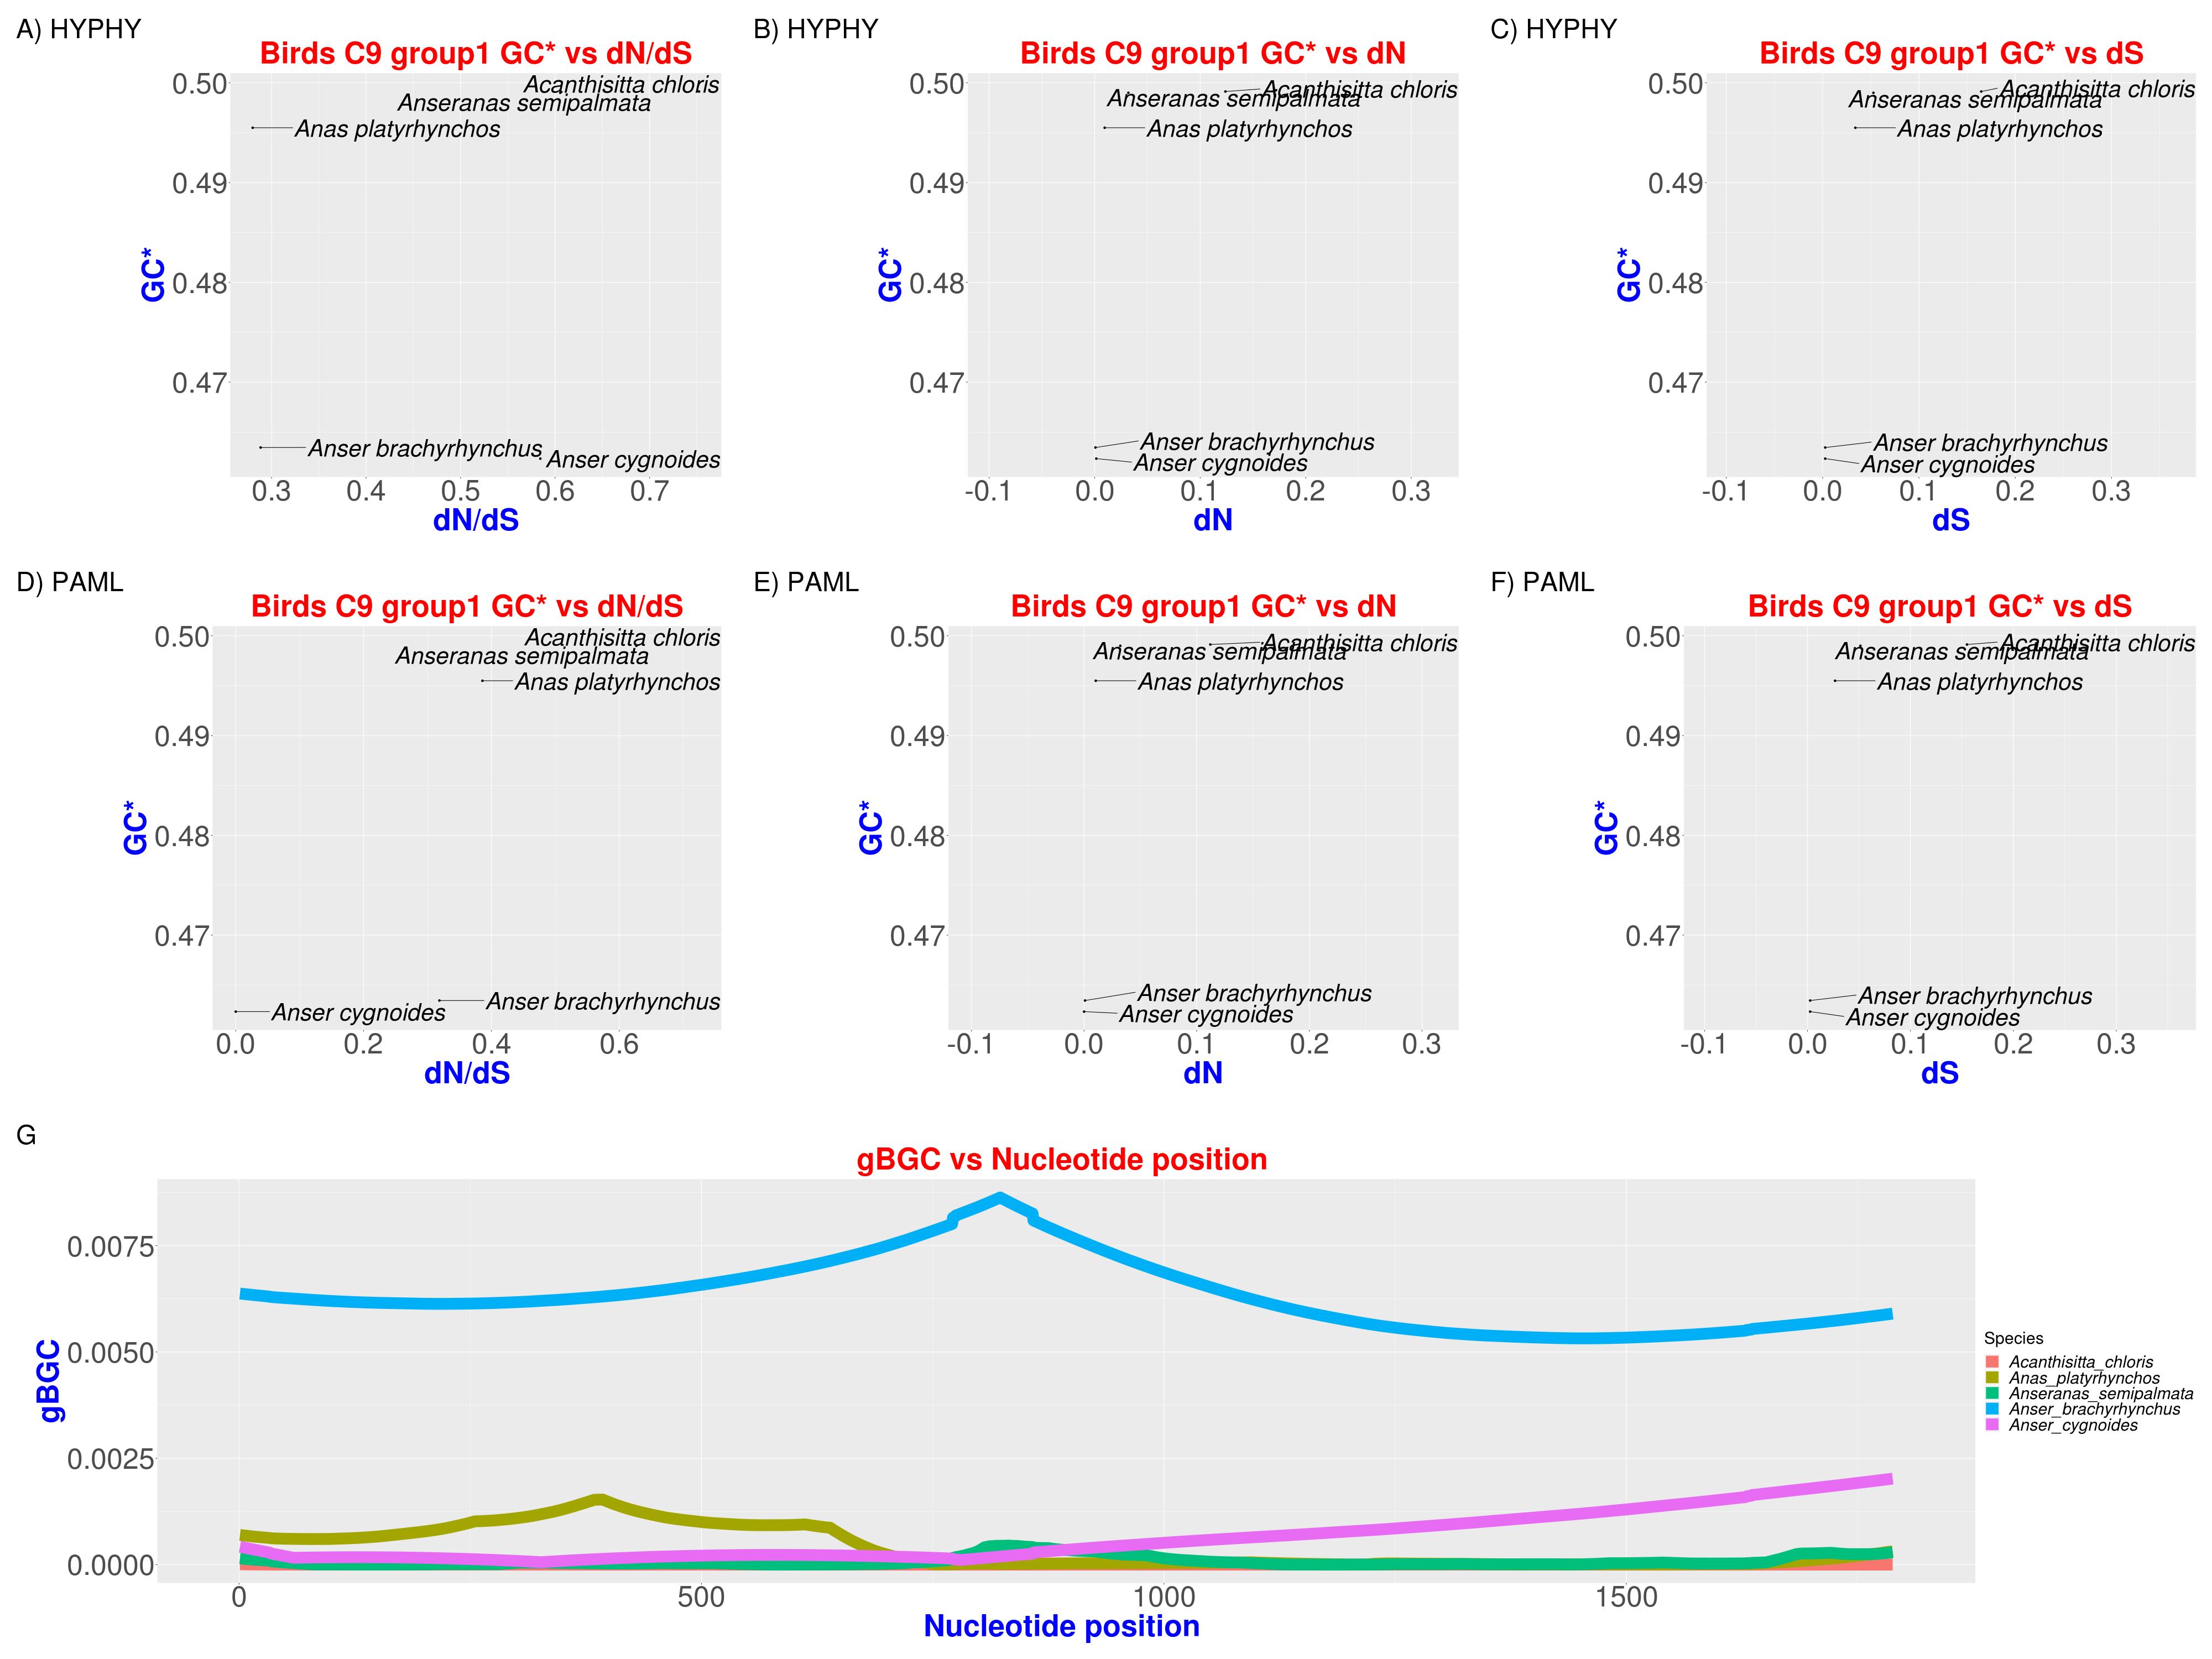 A) HYPHY
Birds C9 group1 GC* vs dN/dS
0.50
0.49
0.48
0.47
GC*
Acanthisitta chloris
Anseranas semipalmata
Anas platyrhynchos
Anser brachyrhynchus
Anser cygnoides
0.3 0.4 0.5 0.6 0.7
dN/dS
B) HYPHY
Birds C9 group1 GC* vs dN
0.50
0.49
0.48
0.47
GC*
Acanthisitta chloris
Anseranas semipalmata
Anas platyrhynchos
Anser brachyrhynchus
Anser cygnoides
-0.1 0.0 0.1 0.2 0.3
dN
C) HYPHY
Birds C9 group1 GC* vs dS
0.50
0.49
0.48
0.47
GC*
Acanthisitta chloris
Anseranas semipalmata
Anas platyrhynchos
Anser brachyrhynchus
Anser cygnoides
-0.1 0.0 0.1 0.2 0.3
dS
D) PAML
Birds C9 group1 GC* vs dN/dS
0.50
0.49
0.48
0.47
GC*
Acanthisitta chloris
Anseranas semipalmata
Anas platyrhynchos
Anser brachyrhynchus
Anser cygnoides
0.0 0.2 0.4 0.6
dN/dS
E) PAML
Birds C9 group1 GC* vs dN
0.50
0.49
0.48
0.47
GC*
Acanthisitta chloris
Anseranas semipalmata
Anas platyrhynchos
Anser brachyrhynchus
Anser cygnoides
-0.1 0.0 0.1 0.2 0.3
dN
F) PAML
Birds C9 group1 GC* vs dS
0.50
0.49
0.48
0.47
GC*
Acanthisitta chloris
Anseranas semipalmata
Anas platyrhynchos
Anser brachyrhynchus
Anser cygnoides
-0.1 0.0 0.1 0.2 0.3
dS
G
gBGC vs Nucleotide position
0.0075
0.0050
0.0025
0.0000
gBGC
0 500 1000 1500
Nucleotide position
Species
Acanthisitta_chloris
Anas_platyrhynchos
Anseranas_semipalmata
Anser_brachyrhynchus
Anser_cygnoides